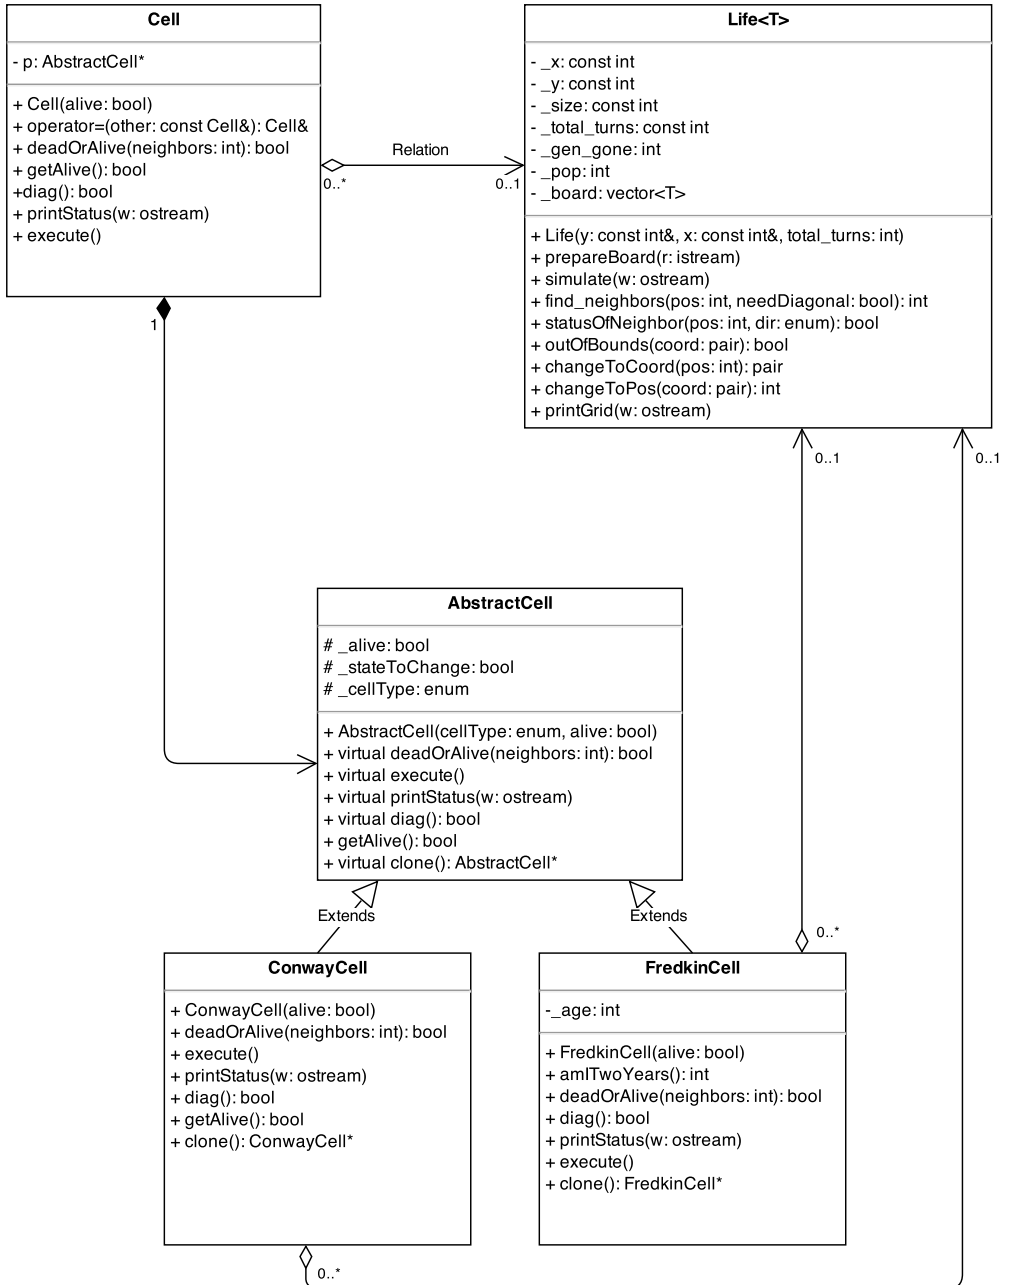 Cell
- p: AbstractCell*
+ Cell(alive: bool)
+ operator=(other: const Cell&): Cell&
+ deadOrAlive(neighbors: int): bool
+ getAlive(): bool
+diag(): bool
+ printStatus(w: ostream)
+ execute()
Relation
0..*
0..1
Life<T>
- _x: const int
- _y: const int
- _size: const int
- _total_turns: const int
- _gen_gone: int
- _pop: int
- _board: vector<T>
+ Life(y: const int&, x: const int&, total_turns: int)
+ prepareBoard(r: istream)
+ simulate(w: ostream)
+ find_neighbors(pos: int, needDiagonal: bool): int
+ statusOfNeighbor(pos: int, dir: enum): bool
+ outOfBounds(coord: pair): bool
+ changeToCoord(pos: int): pair
+ changeToPos(coord: pair): int
+ printGrid(w: ostream)
1
0..1
0..1
AbstractCell
# _alive: bool
# _stateToChange: bool
# _cellType: enum
+ AbstractCell(cellType: enum, alive: bool)
+ virtual deadOrAlive(neighbors: int): bool
+ virtual execute()
+ virtual printStatus(w: ostream)
+ virtual diag(): bool
+ getAlive(): bool
+ virtual clone(): AbstractCell*
Extends
Extends
0..*
ConwayCell
+ ConwayCell(alive: bool)
+ deadOrAlive(neighbors: int): bool
+ execute()
+ printStatus(w: ostream)
+ diag(): bool
+ getAlive(): bool
+ clone(): ConwayCell*
0..*
FredkinCell
-_age: int
+ FredkinCell(alive: bool)
+ amITwoYears(): int
+ deadOrAlive(neighbors: int): bool
+ diag(): bool
+ printStatus(w: ostream)
+ execute()
+ clone(): FredkinCell*